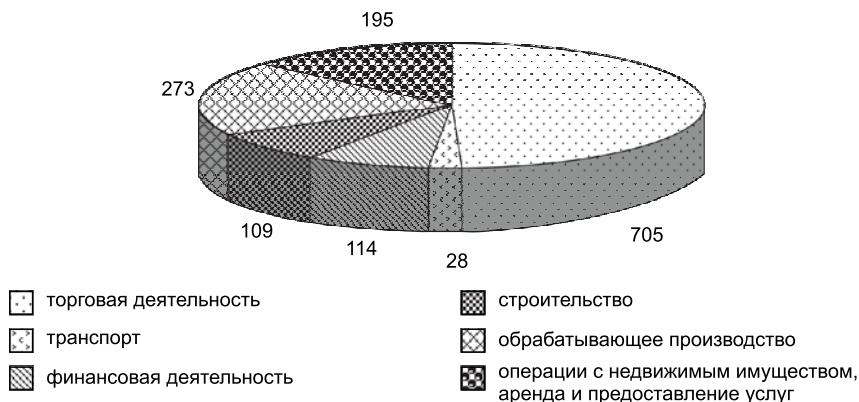 195
273
109
114
28
705
торговая деятельность
транспорт
финансовая деятельность
строительство
обрабатывающее производство
операции с недвижимым имуществом,
аренда и предоставление услуг